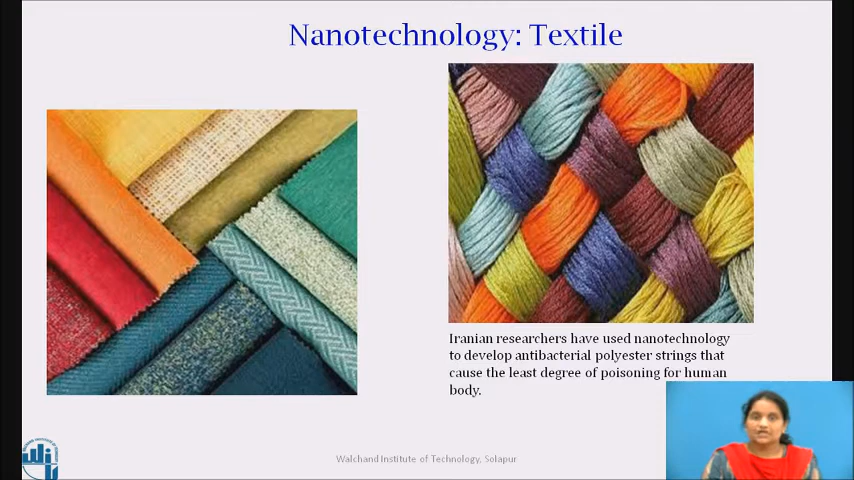 Nanotechnology: Textile
Iranian researchers have used nanotechnology
to develop antibacterial polyester strings that
cause the least degree of poisoning for human
body.
Walchand Institute of Technology, Solapur